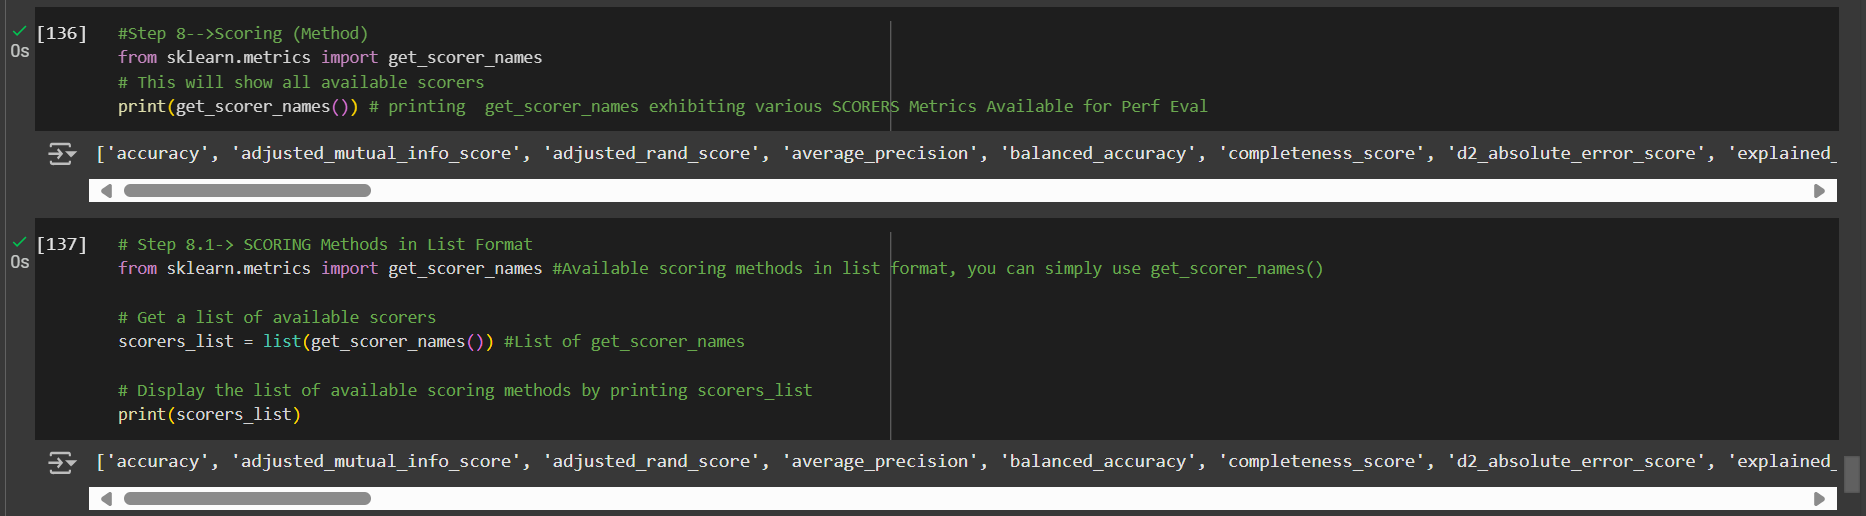 [136] #Step 8-->Scoring (Method)
0s from sklearn.metrics import get_scorer_names
# This will show all available scorers
print(get_scorer_names()) # printing  get_scorer_names exhibiting various SCORERS Metrics Available for Perf Eval
['accuracy', 'adjusted_mutual_info_score', 'adjusted_rand_score', 'average_precision', 'balanced_accuracy', 'completeness_score', 'd2_absolute_error_score', 'explained_
[137] # Step 8.1-> SCORING Methods in List Format
0s from sklearn.metrics import get_scorer_names #Available scoring methods in list format, you can simply use get_scorer_names()
# Get a list of available scorers
scorers_list = list(get_scorer_names()) #List of get_scorer_names
# Display the list of available scoring methods by printing scorers_list
print(scorers_list)
['accuracy', 'adjusted_mutual_info_score', 'adjusted_rand_score', 'average_precision', 'balanced_accuracy', 'completeness_score', 'd2_absolute_error_score', 'explained_